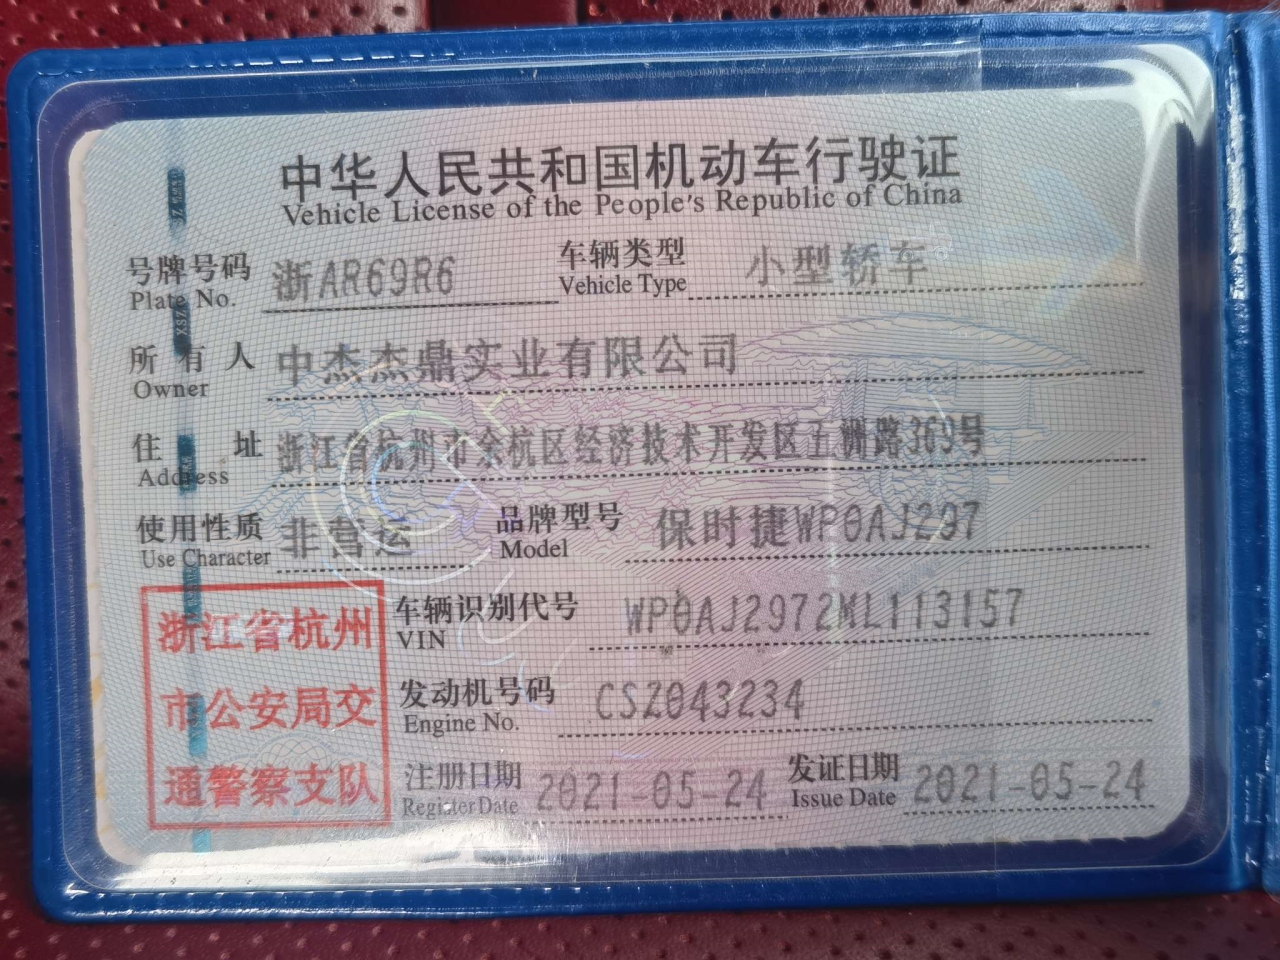 中华人民共和国机动车行驶证
Vehicle License of the People's Republic of China
号牌号码 浙AR69R6 车辆类型 小型轿车
Plate No. Vehicle Type
所有人 中杰杰鼎实业有限公司
Owner
住址 浙江省杭州市余杭区经济技术开发区五洲路369号
Address
使用性质 非营运 品牌型号 保时捷WP0AJ297
Use Character Model
浙江省杭州 车辆识别代号 WP0AJ2972ML113157
VIN
市公安局交 发动机号码 CSZ043234
Engine No.
通警察支队 注册日期 2021-05-24 发证日期 2021-05-24
Register Date Issue Date